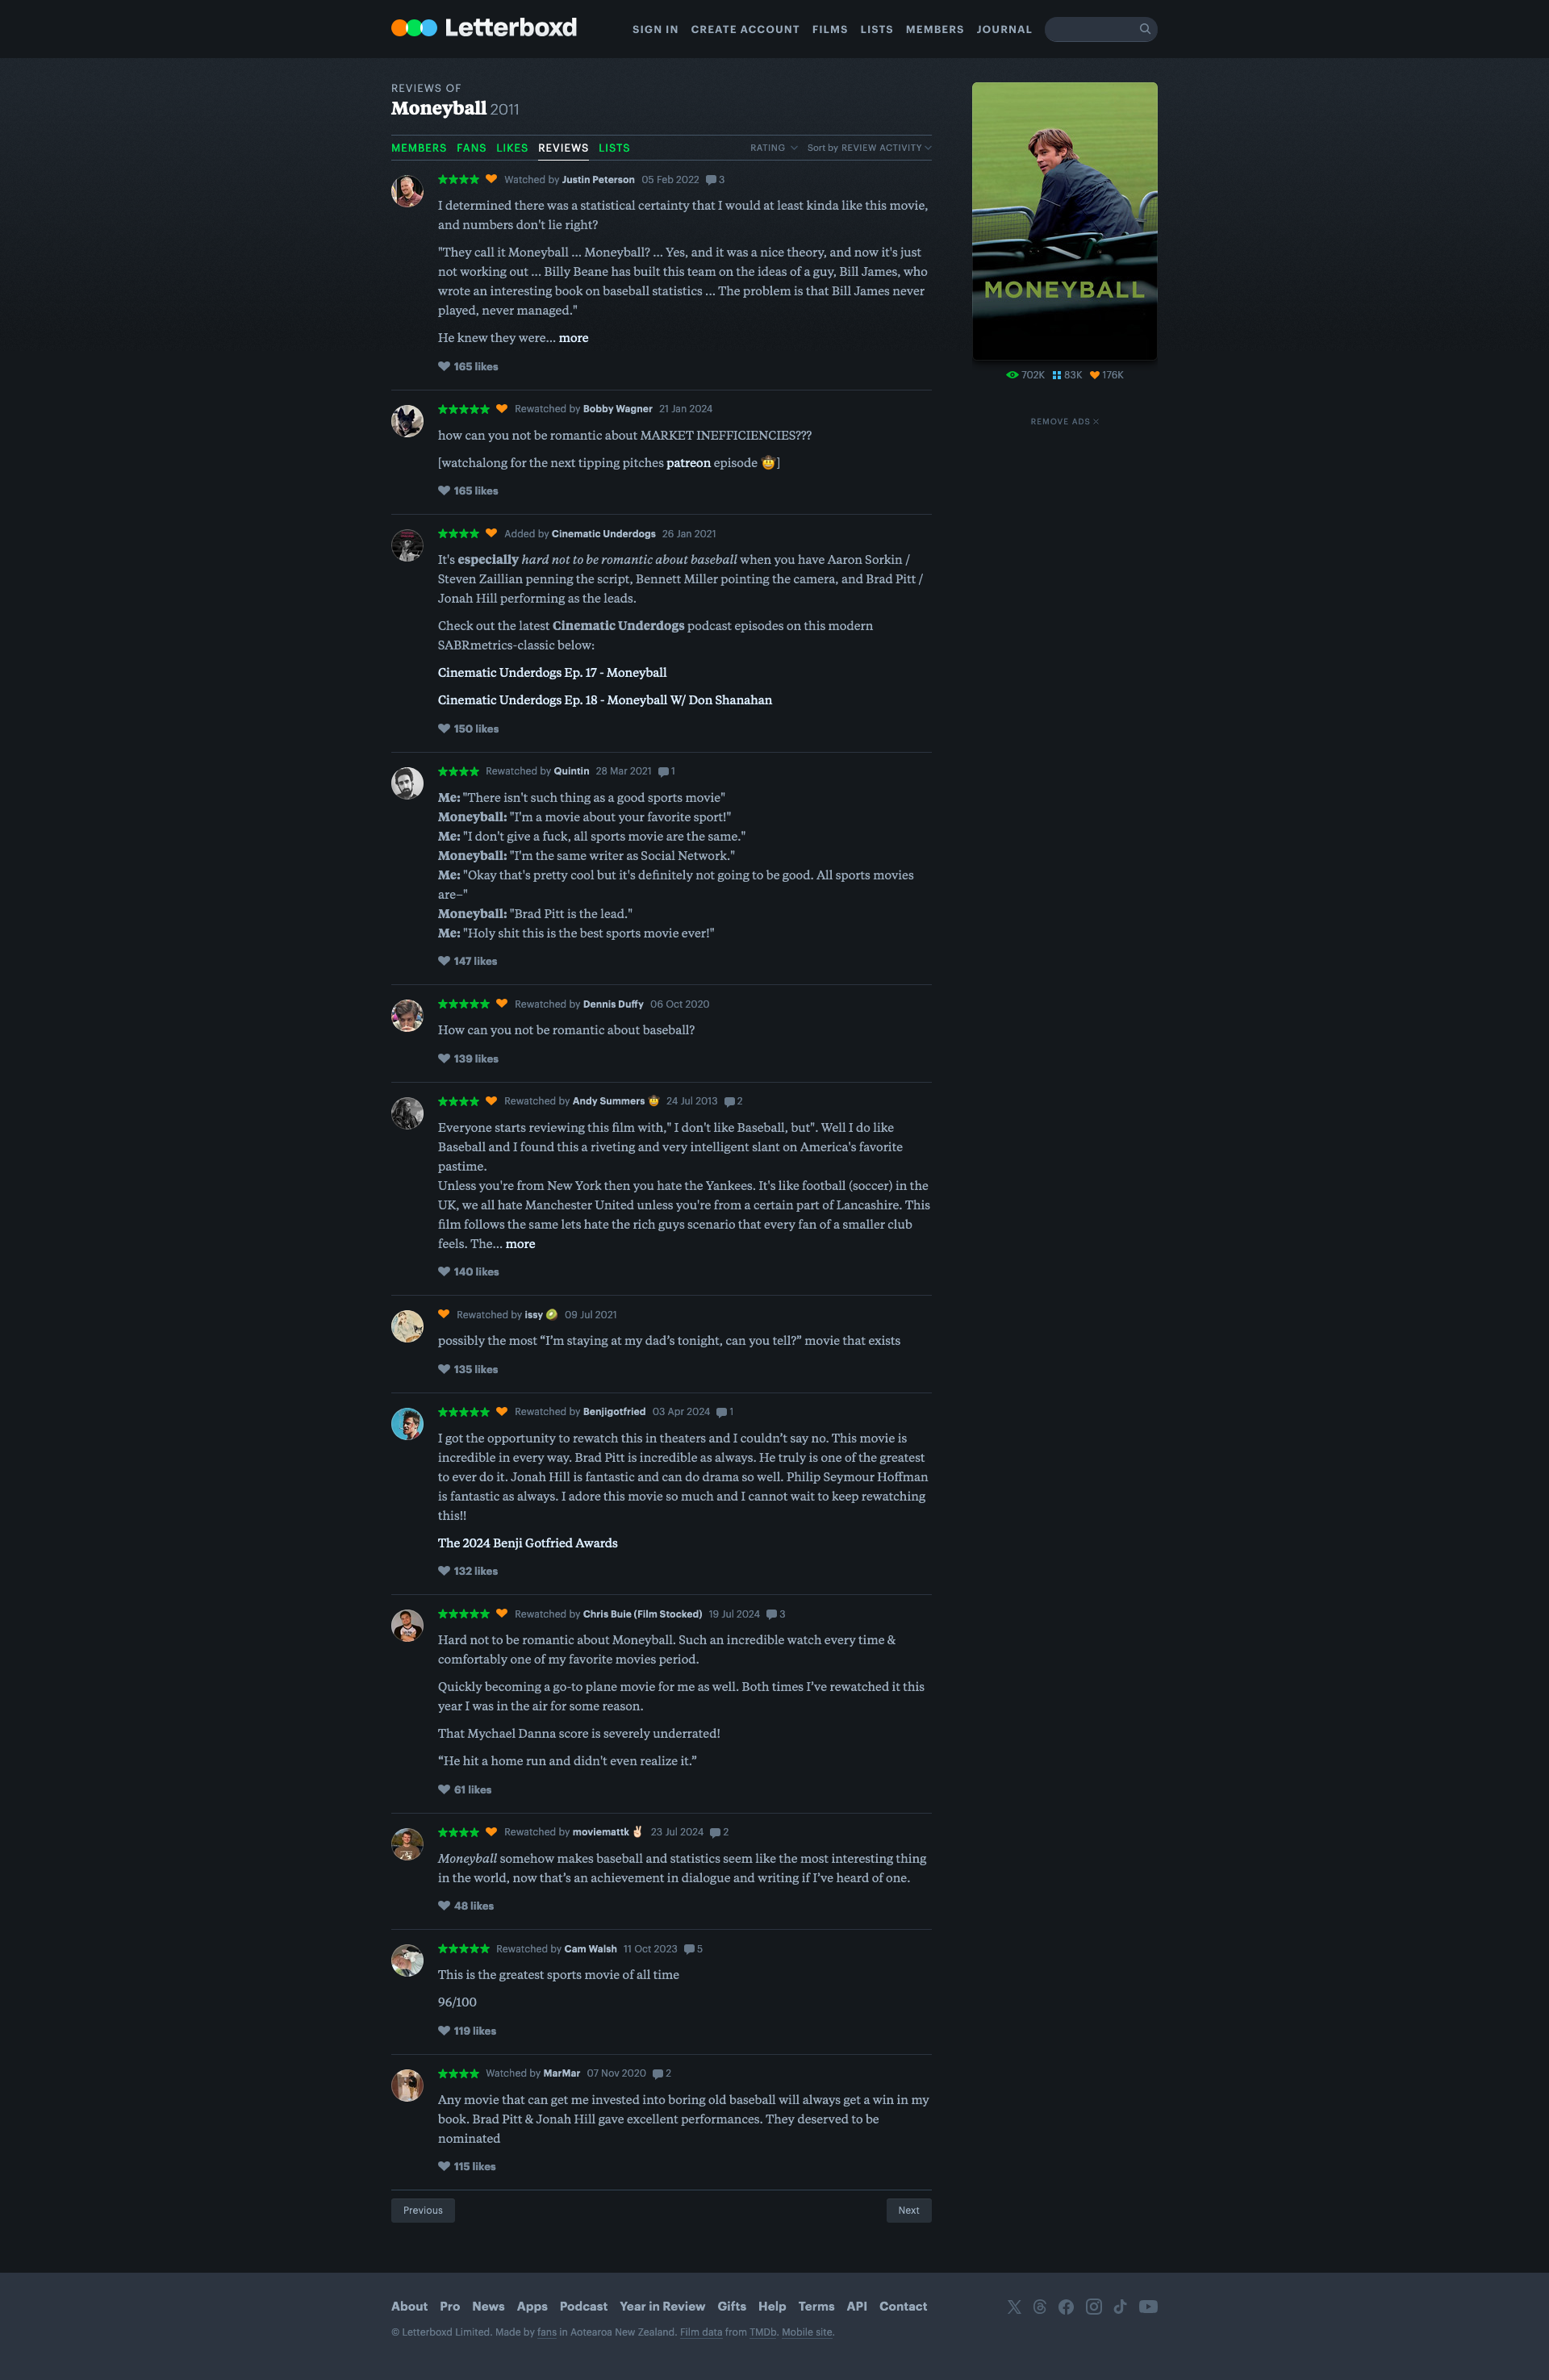 Letterboxd
SIGN IN CREATE ACCOUNT FILMS LISTS MEMBERS JOURNAL
REVIEWS OF
Moneyball 2011
MEMBERS FANS LIKES REVIEWS LISTS RATING Sort by REVIEW ACTIVITY
★★★★ Watched by Justin Peterson 05 Feb 2022 3
I determined there was a statistical certainty that I would at least kinda like this movie,
and numbers don't lie right?
"They call it Moneyball ... Moneyball? ... Yes, and it was a nice theory, and now it's just
not working out ... Billy Beane has built this team on the ideas of a guy, Bill James, who
wrote an interesting book on baseball statistics ... The problem is that Bill James never
played, never managed."
He knew they were... more
165 likes
★★★★★ Rewatched by Bobby Wagner 21 Jan 2024
how can you not be romantic about MARKET INEFFICIENCIES???
[watchalong for the next tipping pitches patreon episode 🤠]
165 likes
★★★★ Added by Cinematic Underdogs 26 Jan 2021
It's especially hard not to be romantic about baseball when you have Aaron Sorkin /
Steven Zaillian penning the script, Bennett Miller pointing the camera, and Brad Pitt /
Jonah Hill performing as the leads.
Check out the latest Cinematic Underdogs podcast episodes on this modern
SABRmetrics-classic below:
Cinematic Underdogs Ep. 17 - Moneyball
Cinematic Underdogs Ep. 18 - Moneyball W/ Don Shanahan
150 likes
★★★★ Rewatched by Quintin 28 Mar 2021 1
Me: "There isn't such thing as a good sports movie"
Moneyball: "I'm a movie about your favorite sport!"
Me: "I don't give a fuck, all sports movie are the same."
Moneyball: "I'm the same writer as Social Network."
Me: "Okay that's pretty cool but it's definitely not going to be good. All sports movies
are–"
Moneyball: "Brad Pitt is the lead."
Me: "Holy shit this is the best sports movie ever!"
147 likes
★★★★★ Rewatched by Dennis Duffy 06 Oct 2020
How can you not be romantic about baseball?
139 likes
★★★★ Rewatched by Andy Summers 🤠 24 Jul 2013 2
Everyone starts reviewing this film with," I don't like Baseball, but". Well I do like
Baseball and I found this a riveting and very intelligent slant on America's favorite
pastime.
Unless you're from New York then you hate the Yankees. It's like football (soccer) in the
UK, we all hate Manchester United unless you're from a certain part of Lancashire. This
film follows the same lets hate the rich guys scenario that every fan of a smaller club
feels. The... more
140 likes
Rewatched by issy 🥝 09 Jul 2021
possibly the most “I’m staying at my dad’s tonight, can you tell?” movie that exists
135 likes
★★★★★ Rewatched by Benjigotfried 03 Apr 2024 1
I got the opportunity to rewatch this in theaters and I couldn’t say no. This movie is
incredible in every way. Brad Pitt is incredible as always. He truly is one of the greatest
to ever do it. Jonah Hill is fantastic and can do drama so well. Philip Seymour Hoffman
is fantastic as always. I adore this movie so much and I cannot wait to keep rewatching
this!!
The 2024 Benji Gotfried Awards
132 likes
★★★★★ Rewatched by Chris Buie (Film Stocked) 19 Jul 2024 3
Hard not to be romantic about Moneyball. Such an incredible watch every time &
comfortably one of my favorite movies period.
Quickly becoming a go-to plane movie for me as well. Both times I've rewatched it this
year I was in the air for some reason.
That Mychael Danna score is severely underrated!
“He hit a home run and didn't even realize it.”
61 likes
★★★★ Rewatched by moviemattk ✌🏻 23 Jul 2024 2
Moneyball somehow makes baseball and statistics seem like the most interesting thing
in the world, now that’s an achievement in dialogue and writing if I’ve heard of one.
48 likes
★★★★★ Rewatched by Cam Walsh 11 Oct 2023 5
This is the greatest sports movie of all time
96/100
119 likes
★★★★ Watched by MarMar 07 Nov 2020 2
Any movie that can get me invested into boring old baseball will always get a win in my
book. Brad Pitt & Jonah Hill gave excellent performances. They deserved to be
nominated
115 likes
Previous Next
MONEYBALL
702K 83K 176K
REMOVE ADS
About Pro News Apps Podcast Year in Review Gifts Help Terms API Contact
© Letterboxd Limited. Made by fans in Aotearoa New Zealand. Film data from TMDb. Mobile site.